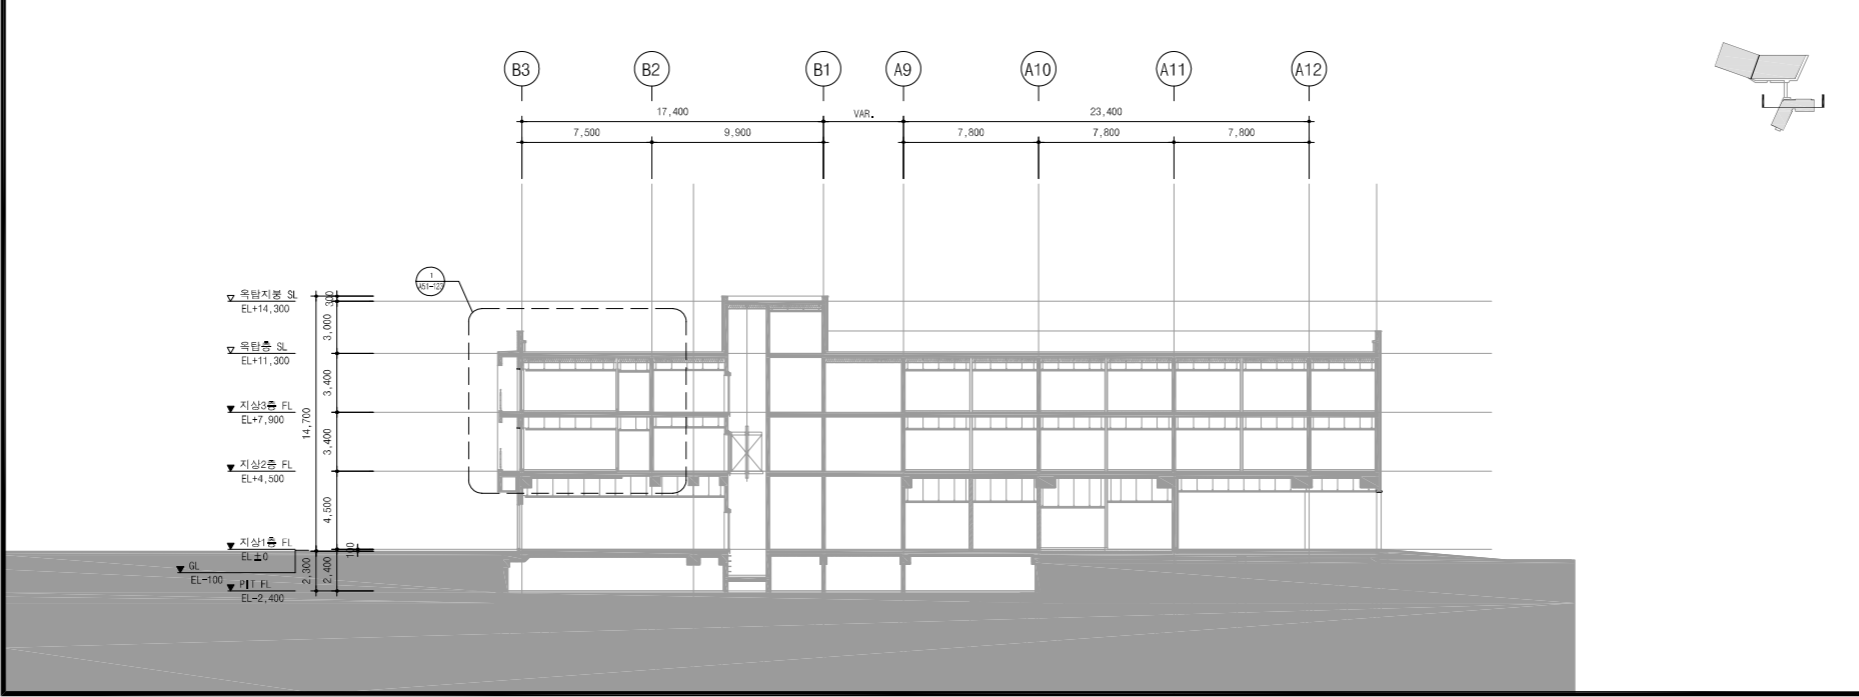 B3 B2 B1 A9 A10 A11 A12
17,400 VAR. 23,400
7,500 9,900 7,800 7,800 7,800
1
A51-123
옥탑지붕 SL
EL+14,300
300
3,000
옥탑층 SL
EL+11,300
3,400
지상3층 FL
EL+7,900
14,700
3,400
지상2층 FL
EL+4,500
4,500
지상1층 FL
EL±0
100
GL
EL-100
2,300
2,400
PIT FL
EL-2,400